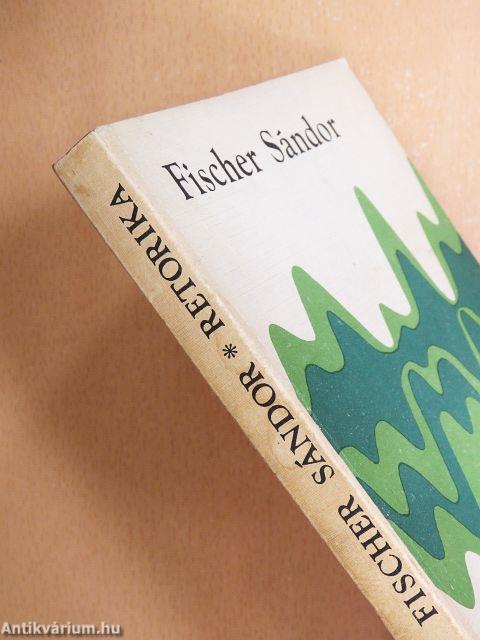 Fischer Sándor
FISCHER SÁNDOR * RETORIKA
Antikvárium.hu